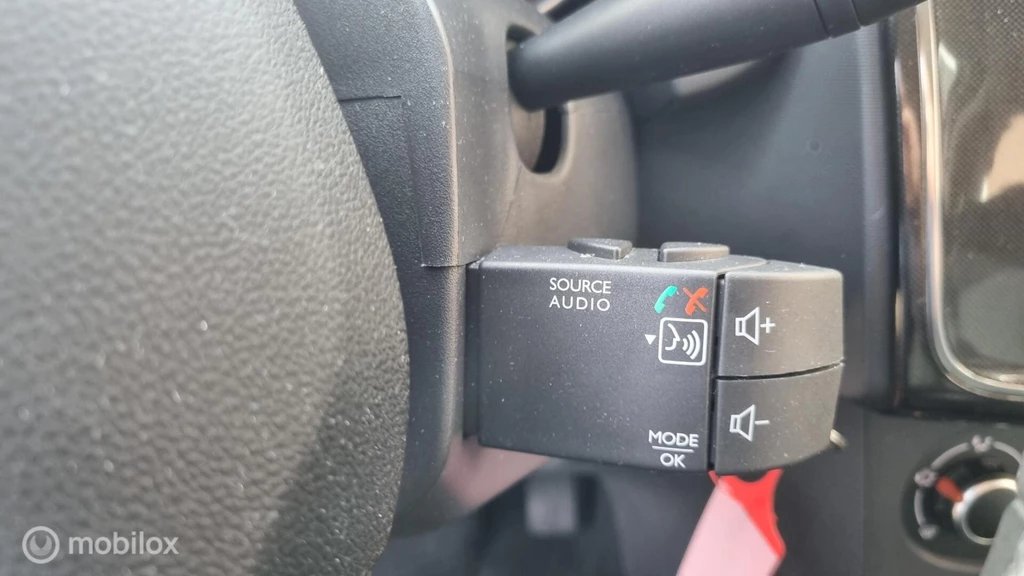 SOURCE
AUDIO
+
-
MODE
OK
mobilox